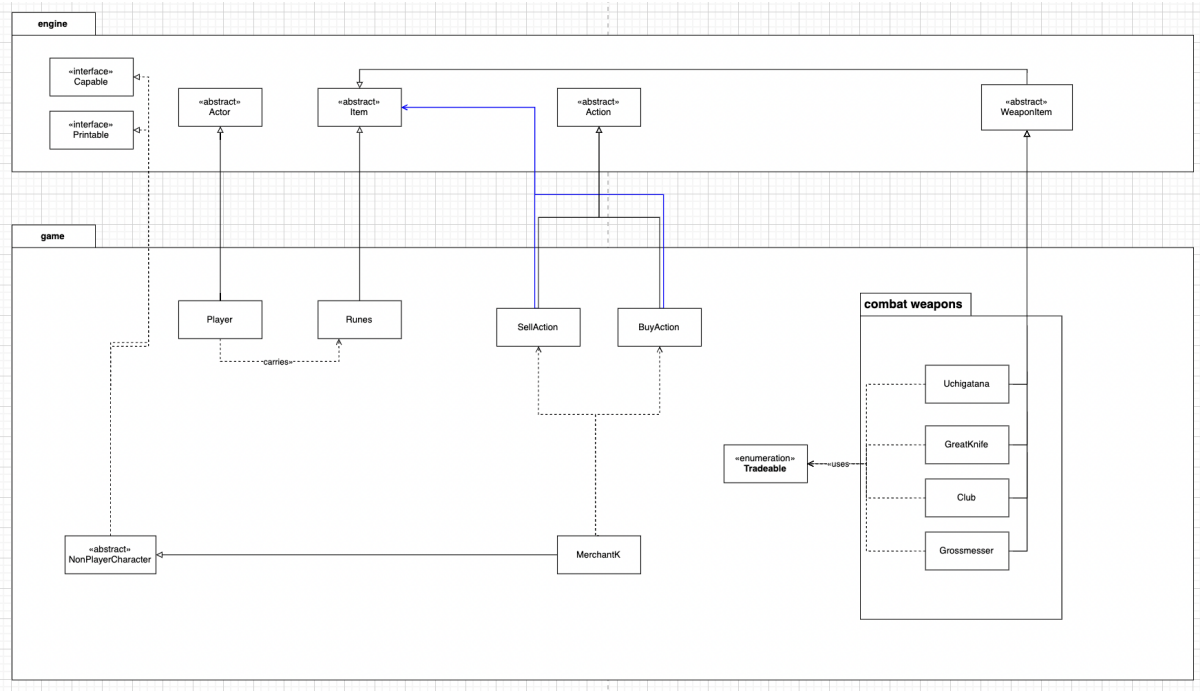 engine
«interface»
Capable
«interface»
Printable
«abstract»
Actor
«abstract»
Item
«abstract»
Action
«abstract»
WeaponItem
game
Player
Runes
carries»
SellAction
BuyAction
combat weapons
Uchigatana
GreatKnife
Club
Grossmesser
«enumeration»
Tradeable
«uses
«abstract»
NonPlayerCharacter
MerchantK